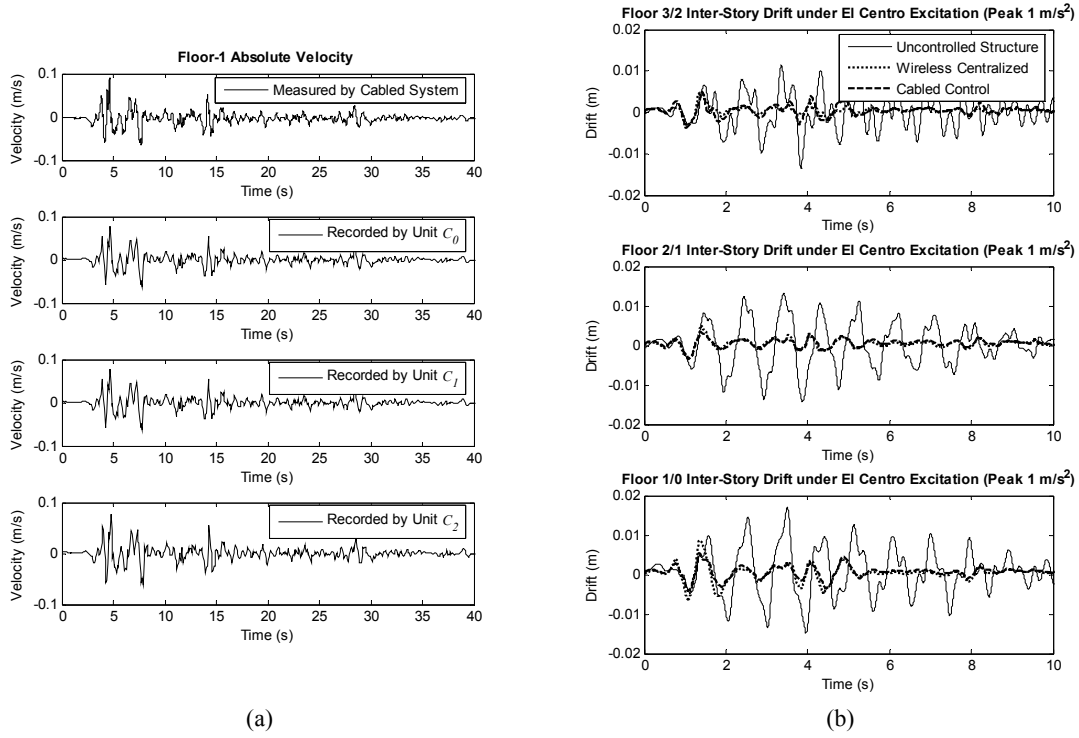 Floor-1 Absolute Velocity
Velocity (m/s)
0.1
0
-0.1
Measured by Cabled System
0 5 10 15 20 25 30 35 40
Time (s)
Velocity (m/s)
0.1
0
-0.1
Recorded by Unit C0
0 5 10 15 20 25 30 35 40
Time (s)
Velocity (m/s)
0.1
0
-0.1
Recorded by Unit C1
0 5 10 15 20 25 30 35 40
Time (s)
Velocity (m/s)
0.1
0
-0.1
Recorded by Unit C2
0 5 10 15 20 25 30 35 40
Time (s)
(a)
Floor 3/2 Inter-Story Drift under El Centro Excitation (Peak 1 m/s²)
Drift (m)
0.02
0.01
0
-0.01
-0.02
Uncontrolled Structure
Wireless Centralized
Cabled Control
0 2 4 6 8 10
Time (s)
Floor 2/1 Inter-Story Drift under El Centro Excitation (Peak 1 m/s²)
Drift (m)
0.02
0.01
0
-0.01
-0.02
0 2 4 6 8 10
Time (s)
Floor 1/0 Inter-Story Drift under El Centro Excitation (Peak 1 m/s²)
Drift (m)
0.02
0.01
0
-0.01
-0.02
0 2 4 6 8 10
Time (s)
(b)